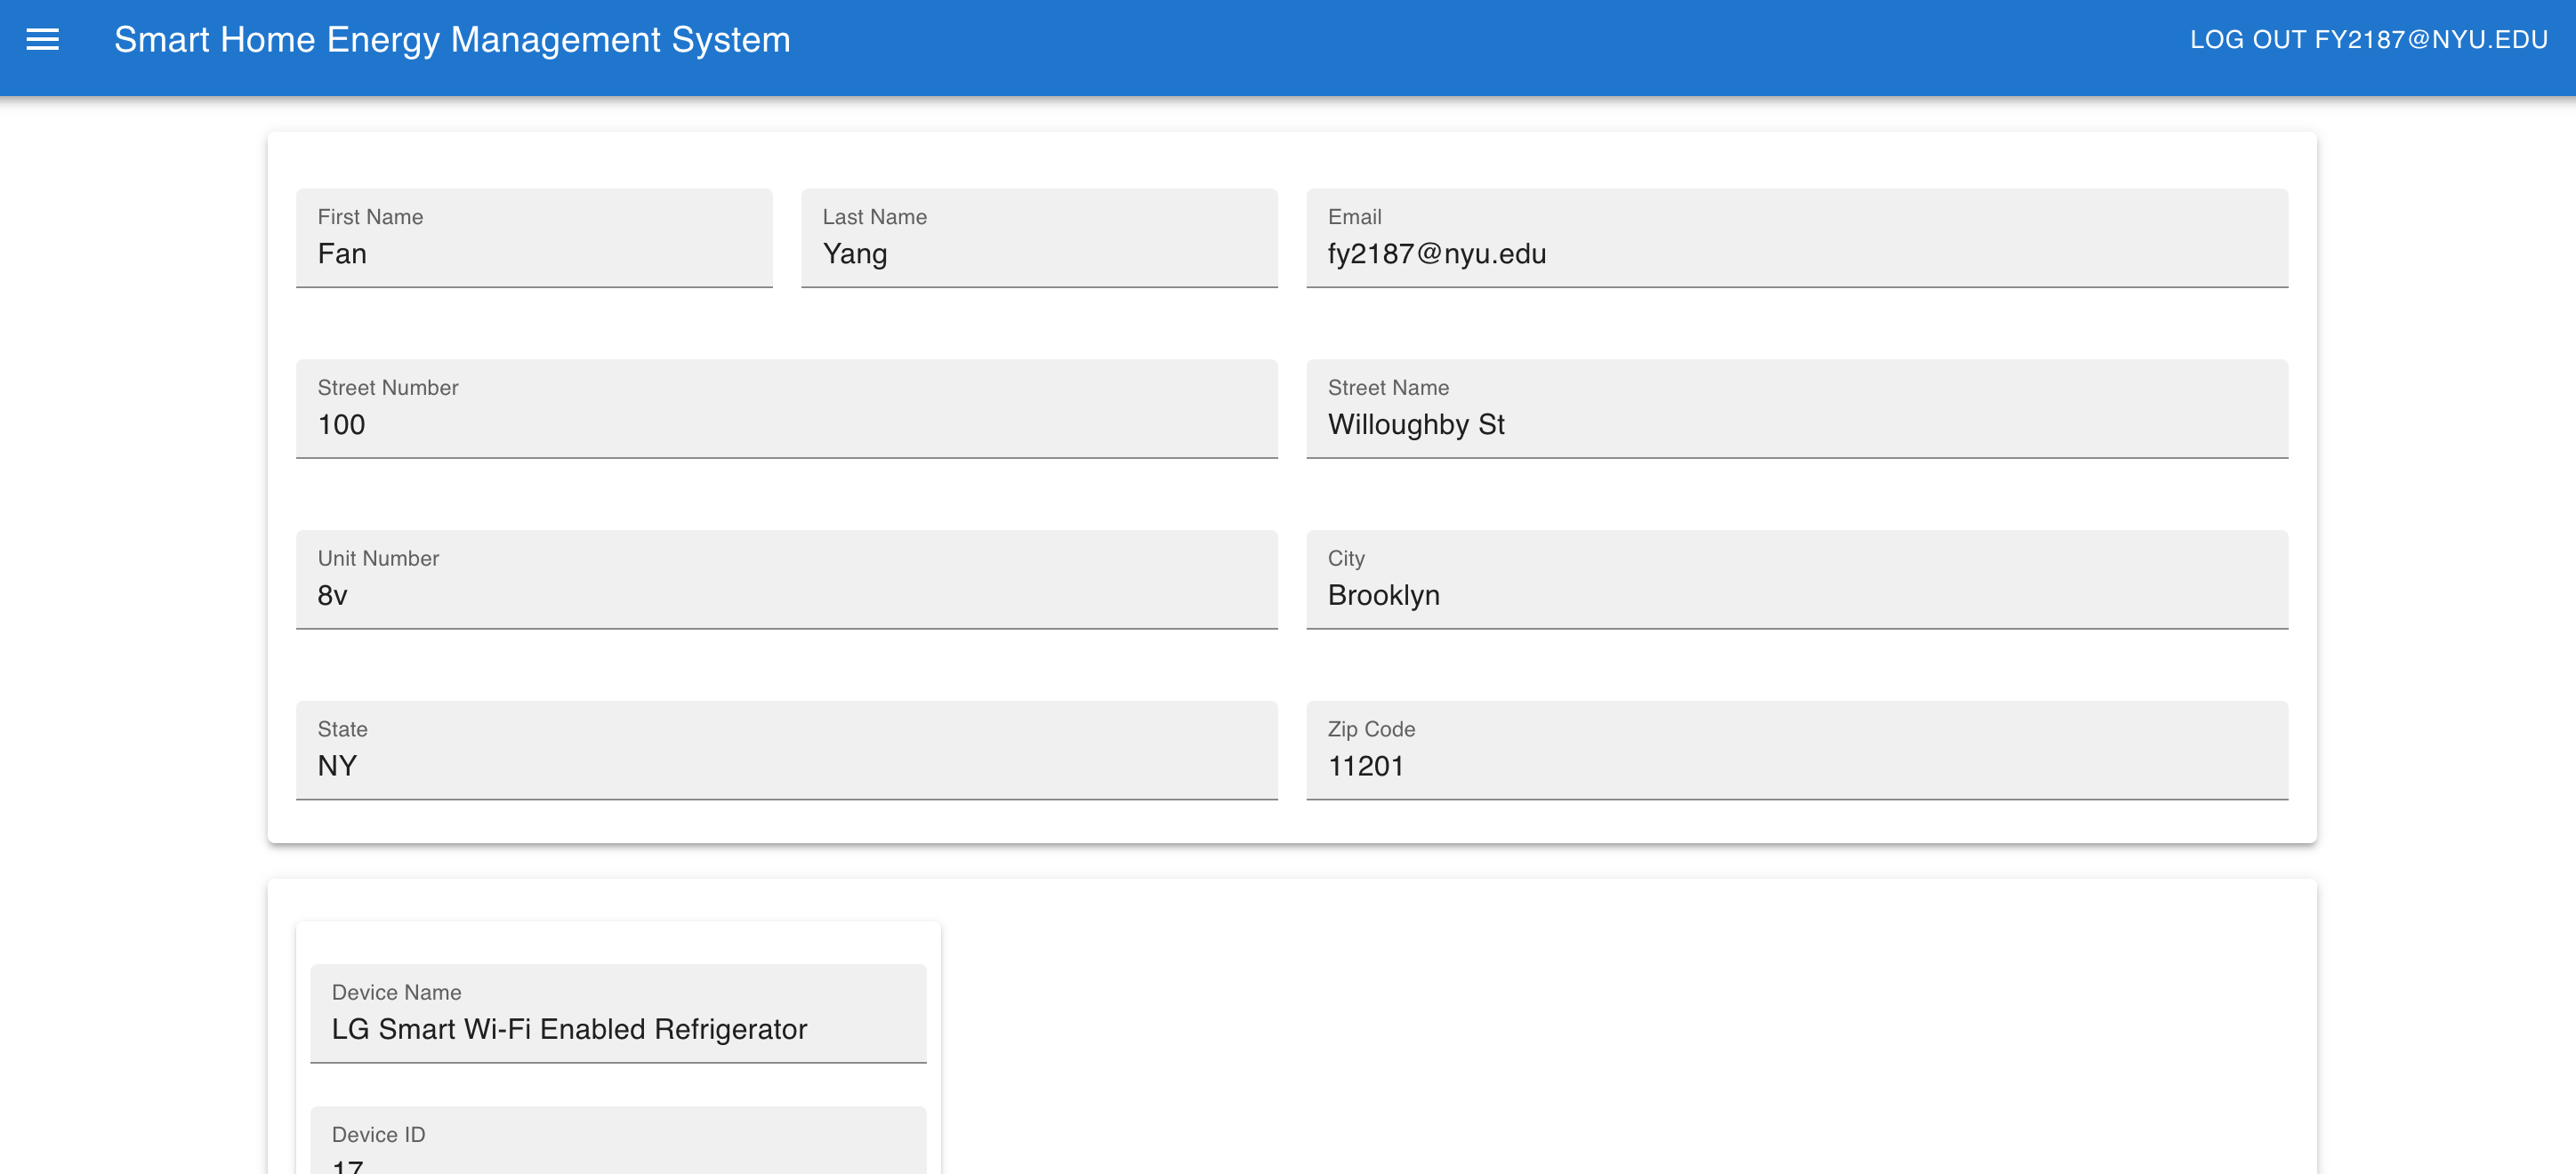 Smart Home Energy Management System
LOG OUT FY2187@NYU.EDU
First Name
Fan
Last Name
Yang
Email
fy2187@nyu.edu
Street Number
100
Street Name
Willoughby St
Unit Number
8v
City
Brooklyn
State
NY
Zip Code
11201
Device Name
LG Smart Wi-Fi Enabled Refrigerator
Device ID
17